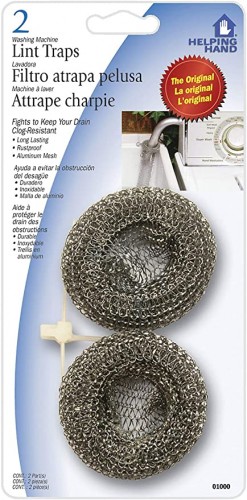 2
Washing Machine
Lint Traps
Lavadora
Filtro atrapa pelusa
Machine à laver
Attrape charpie
HELPING
HAND
The Original
La original
L'original
Fights to Keep Your Drain
Clog-Resistant
• Long Lasting
• Rustproof
• Aluminum Mesh
Ayuda a evitar la obstrucción
del desagüe
• Duradero
• Inoxidable
• Malla de aluminio
Aide à
protéger le
drain des
obstructions
• Durable
• Inoxydable
• Treillis en
aluminium
CONT.: 2 Part(s)
CONT.: 2 pieza(s)
CONT.: 2 pièce(s)
01000